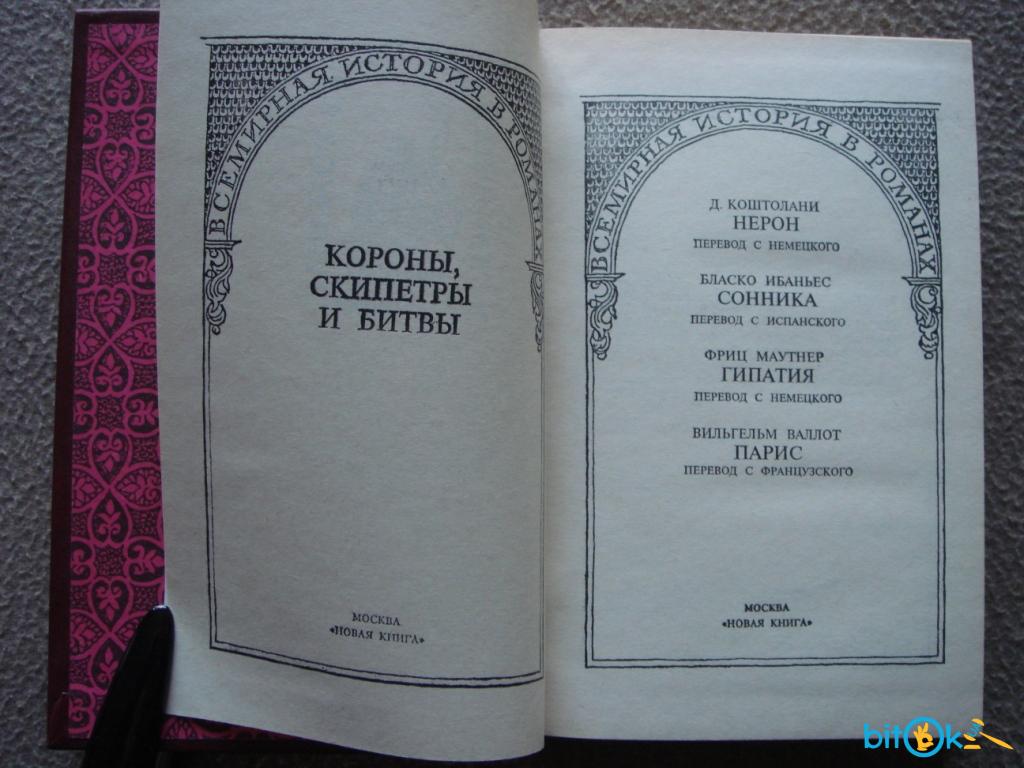 ВСЕМИРНАЯ ИСТОРИЯ В РОМАНАХ
КОРОНЫ,
СКИПЕТРЫ
И БИТВЫ
МОСКВА
«НОВАЯ КНИГА»
ВСЕМИРНАЯ ИСТОРИЯ В РОМАНАХ
Д. КОШТОЛАНИ
НЕРОН
ПЕРЕВОД С НЕМЕЦКОГО
БЛАСКО ИБАНЬЕС
СОННИКА
ПЕРЕВОД С ИСПАНСКОГО
ФРИЦ МАУТНЕР
ГИПАТИЯ
ПЕРЕВОД С НЕМЕЦКОГО
ВИЛЬГЕЛЬМ ВАЛЛОТ
ПАРИС
ПЕРЕВОД С ФРАНЦУЗСКОГО
МОСКВА
«НОВАЯ КНИГА»
bitOk